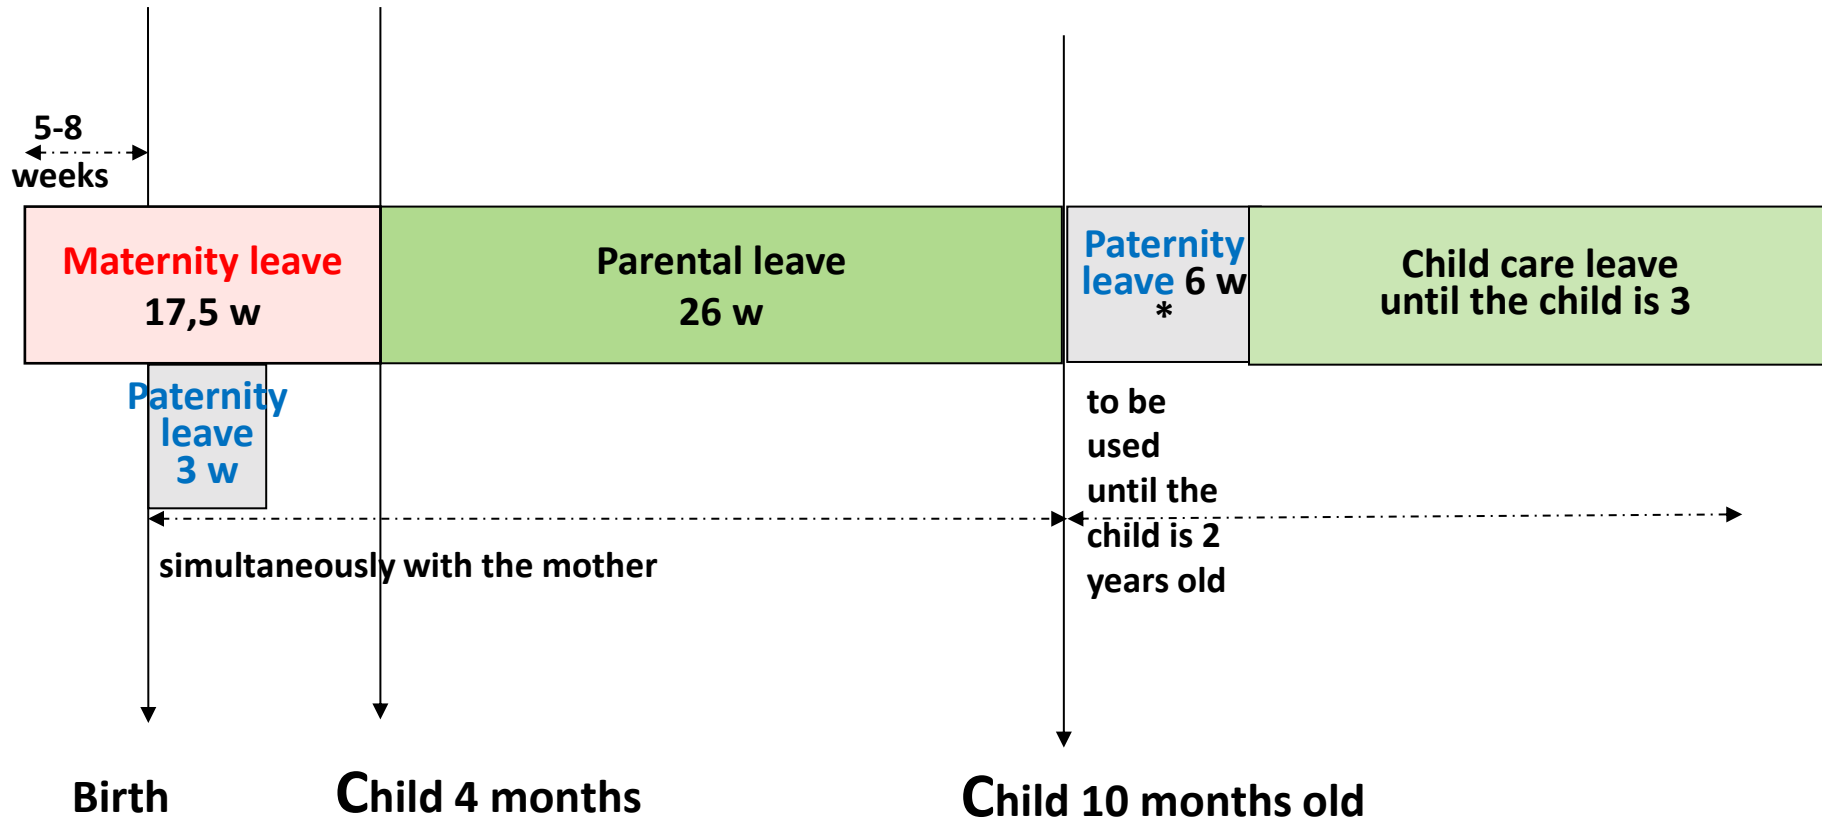 5-8
weeks
Maternity leave
17,5 w
Parental leave
26 w
Paternity
leave 6 w
*
Child care leave
until the child is 3
Paternity
leave
3 w
simultaneously with the mother
to be
used
until the
child is 2
years old
Birth
Child 4 months
Child 10 months old